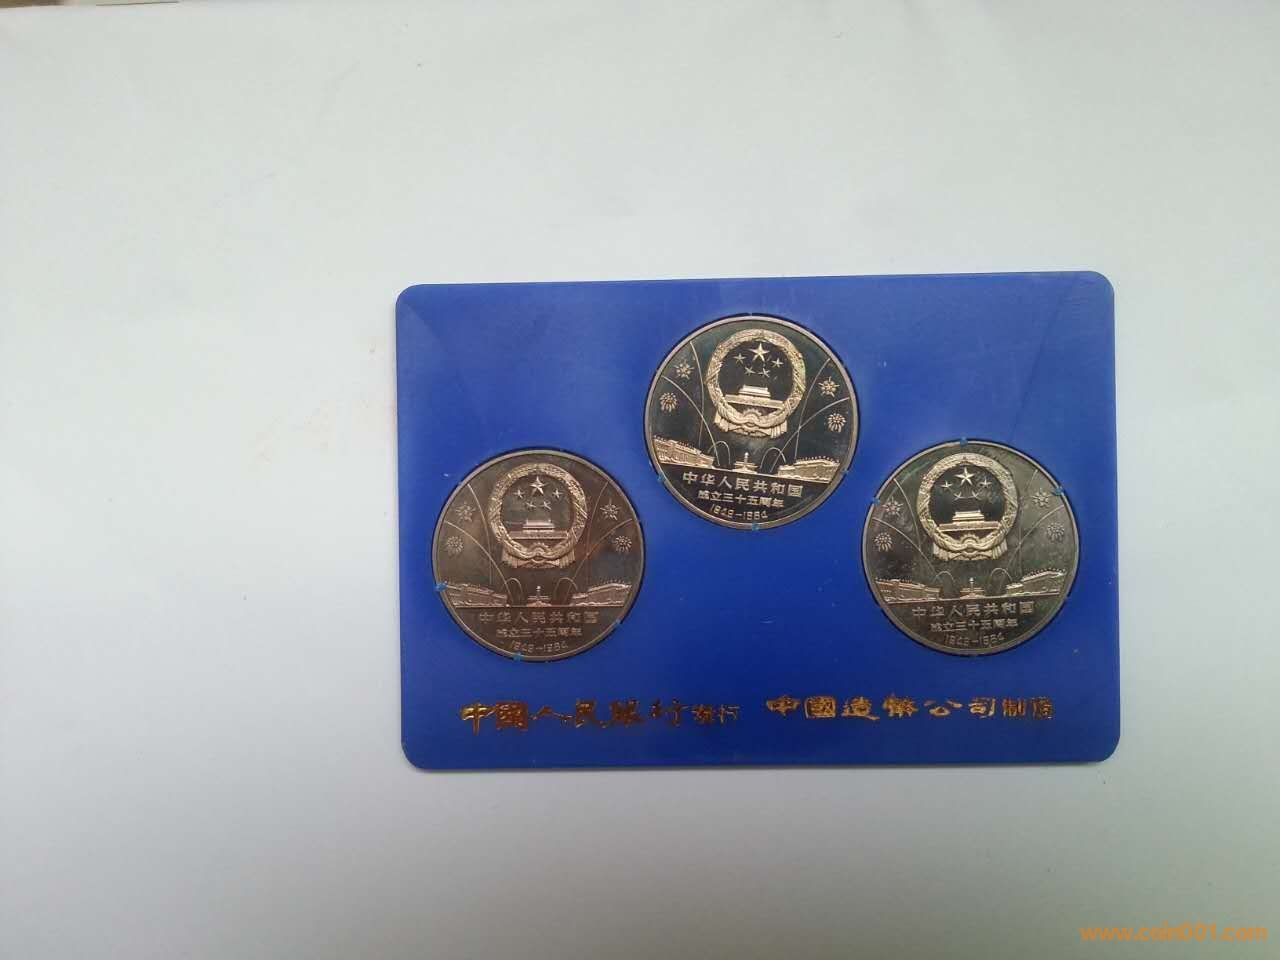 中华人民共和国
成立三十五周年
1949-1984
中华人民共和国
成立三十五周年
1949-1984
中华人民共和国
成立三十五周年
1949-1984
中國人民銀行发行 中國造幣公司制造
www.coin001.com